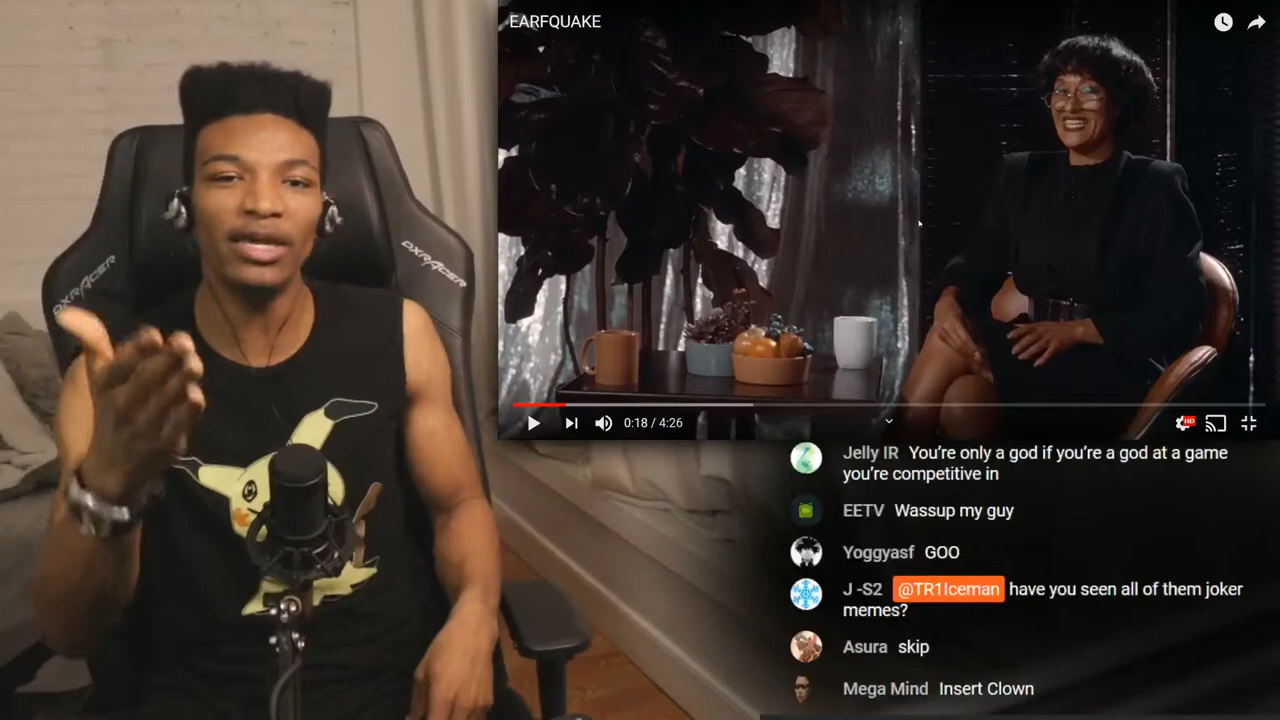 EARFQUAKE
DXRACER
DXRACER
0:18 / 4:26
HD
Jelly IR You're only a god if you're a god at a game
you're competitive in
EETV Wassup my guy
Yoggyasf GOO
J -S2 @TR1Iceman have you seen all of them joker
memes?
Asura skip
Mega Mind Insert Clown